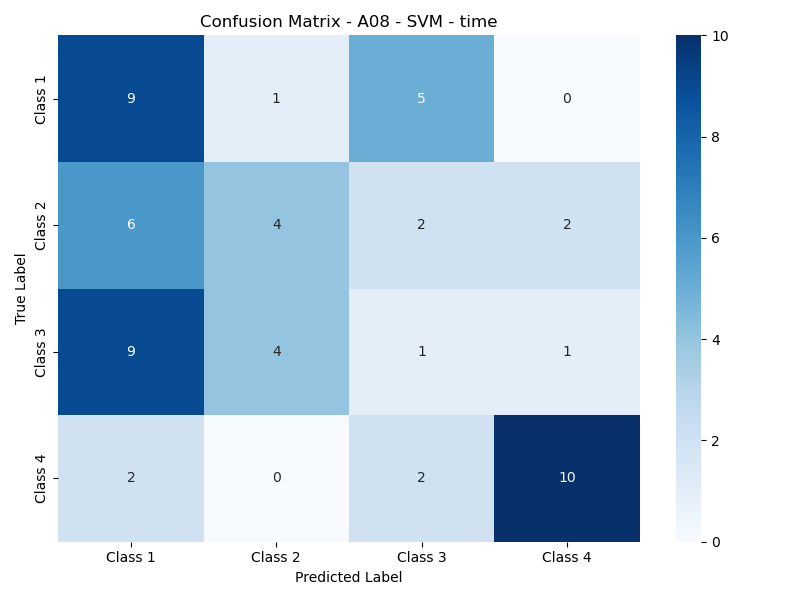 Confusion Matrix - A08 - SVM - time
True Label
Class 1
9 1 5 0
Class 2
6 4 2 2
Class 3
9 4 1 1
Class 4
2 0 2 10
Class 1 Class 2 Class 3 Class 4
Predicted Label
10
8
6
4
2
0